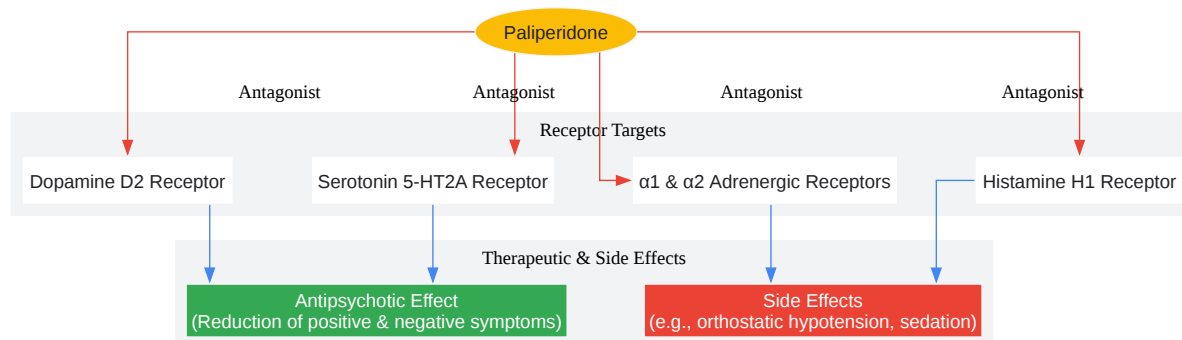 Paliperidone
Antagonist
Antagonist
Antagonist
Antagonist
Receptor Targets
Dopamine D2 Receptor
Serotonin 5-HT2A Receptor
α1 & α2 Adrenergic Receptors
Histamine H1 Receptor
Therapeutic & Side Effects
Antipsychotic Effect
(Reduction of positive & negative symptoms)
Side Effects
(e.g., orthostatic hypotension, sedation)